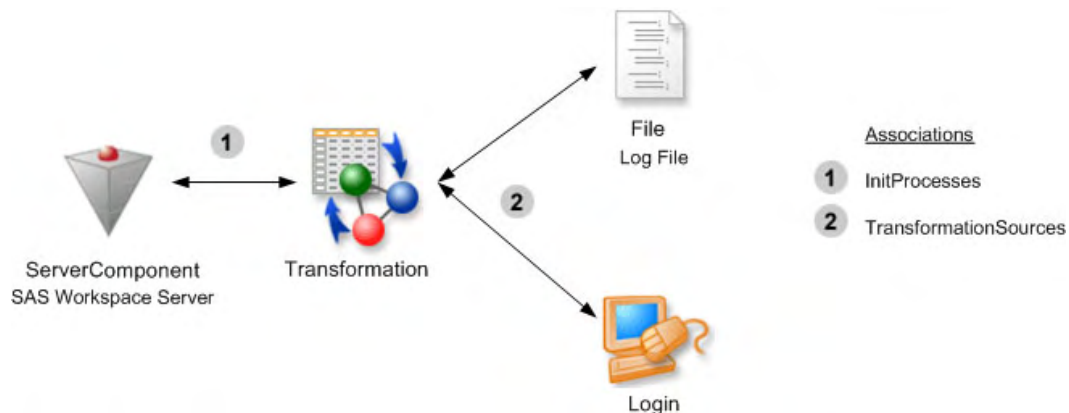 1
File
Log File
Associations
1 InitProcesses
2
2 TransformationSources
ServerComponent
SAS Workspace Server
Transformation
Login